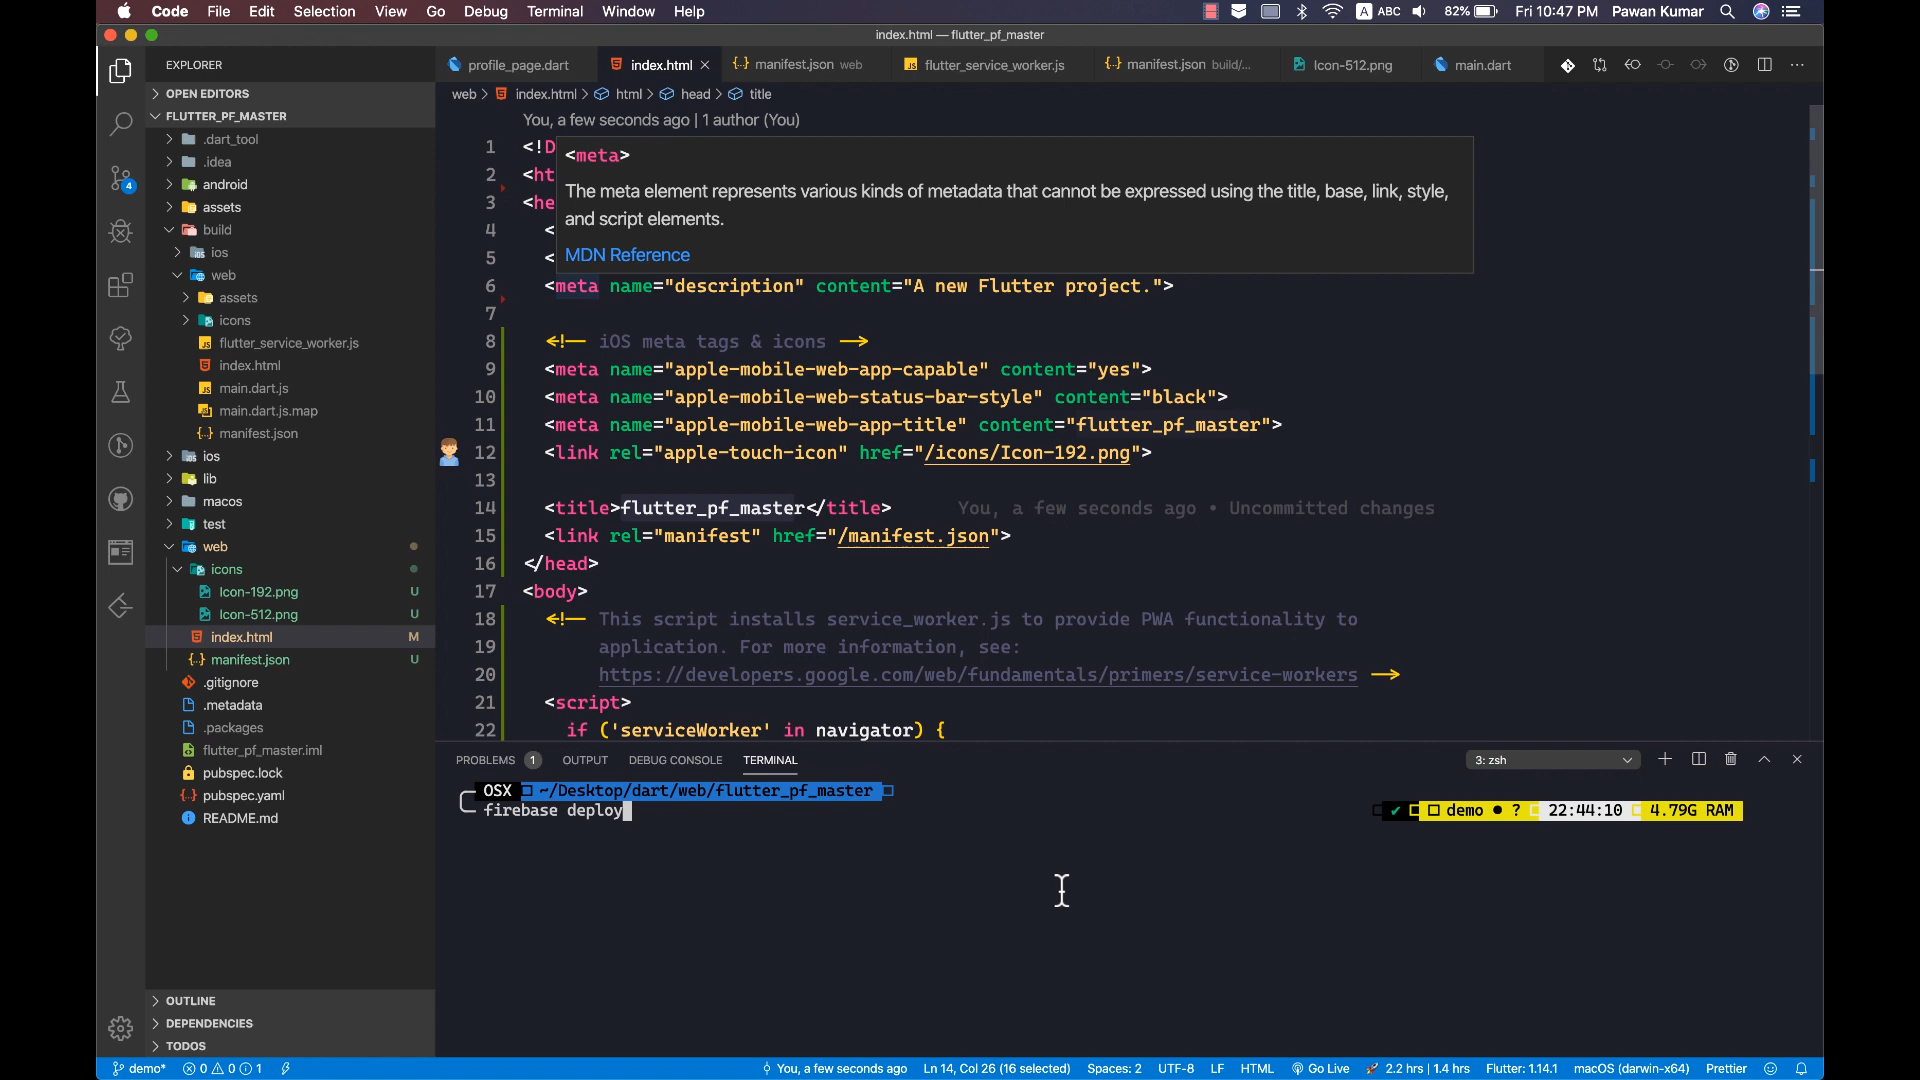 Code File Edit Selection View Go Debug Terminal Window Help
A ABC 82% Fri 10:47 PM Pawan Kumar
index.html — flutter_pf_master
EXPLORER
OPEN EDITORS
FLUTTER_PF_MASTER
.dart_tool
.idea
android
assets
build
ios
web
assets
icons
flutter_service_worker.js
index.html
main.dart.js
main.dart.js.map
manifest.json
ios
lib
macos
test
web
icons
Icon-192.png U
Icon-512.png U
index.html M
manifest.json U
.gitignore
.metadata
.packages
flutter_pf_master.iml
pubspec.lock
pubspec.yaml
README.md
OUTLINE
DEPENDENCIES
TODOS
4
profile_page.dart index.html manifest.json web flutter_service_worker.js manifest.json build/... Icon-512.png main.dart
web > index.html > html > head > title
You, a few seconds ago | 1 author (You)
1 <!D
2 <ht
3 <he
4 <
5 <
<meta>
The meta element represents various kinds of metadata that cannot be expressed using the title, base, link, style,
and script elements.
MDN Reference
6 <meta name="description" content="A new Flutter project.">
7
8 <!-- iOS meta tags & icons -->
9 <meta name="apple-mobile-web-app-capable" content="yes">
10 <meta name="apple-mobile-web-status-bar-style" content="black">
11 <meta name="apple-mobile-web-app-title" content="flutter_pf_master">
12 <link rel="apple-touch-icon" href="/icons/Icon-192.png">
13
14 <title>flutter_pf_master</title> You, a few seconds ago • Uncommitted changes
15 <link rel="manifest" href="/manifest.json">
16 </head>
17 <body>
18 <!-- This script installs service_worker.js to provide PWA functionality to
19 application. For more information, see:
20 https://developers.google.com/web/fundamentals/primers/service-workers -->
21 <script>
22 if ('serviceWorker' in navigator) {
PROBLEMS 1 OUTPUT DEBUG CONSOLE TERMINAL 3: zsh
OSX ~/Desktop/dart/web/flutter_pf_master
firebase deploy
✔ demo ● ? 22:44:10 4.79G RAM
demo* 0 0 1 You, a few seconds ago Ln 14, Col 26 (16 selected) Spaces: 2 UTF-8 LF HTML Go Live 2.2 hrs | 1.4 hrs Flutter: 1.14.1 macOS (darwin-x64) Prettier